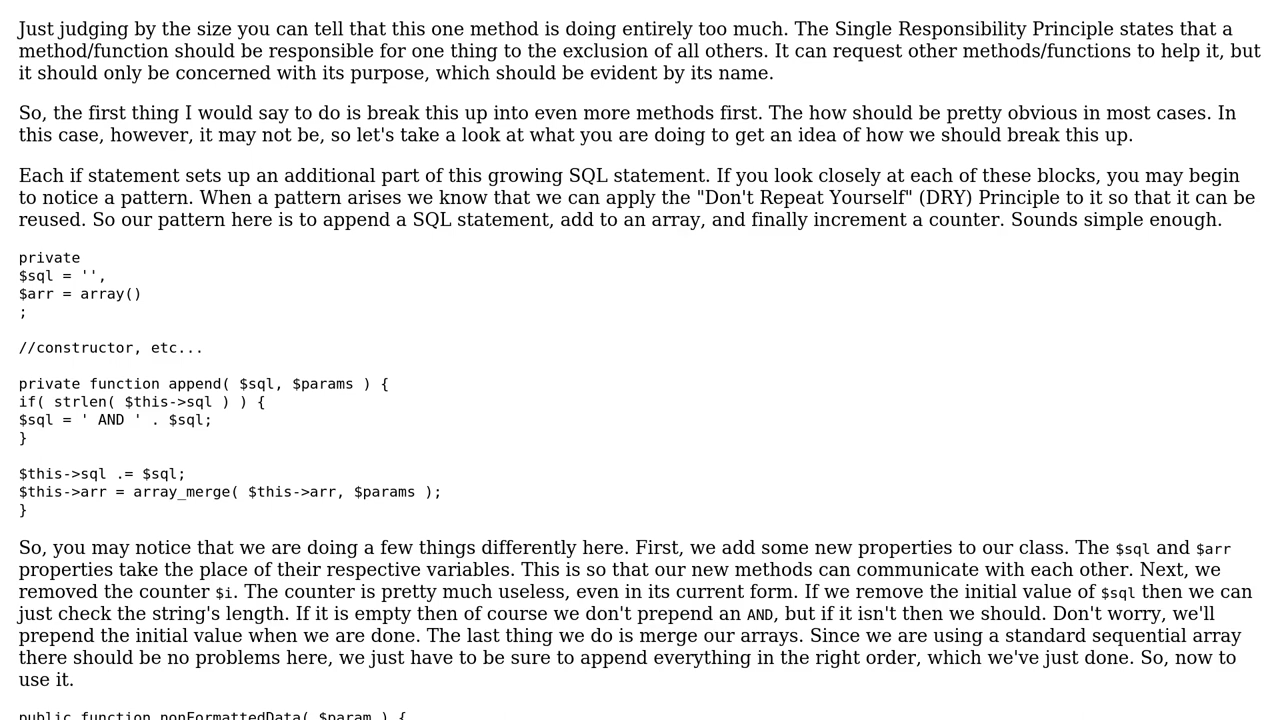 Just judging by the size you can tell that this one method is doing entirely too much. The Single Responsibility Principle states that a
method/function should be responsible for one thing to the exclusion of all others. It can request other methods/functions to help it, but
it should only be concerned with its purpose, which should be evident by its name.
So, the first thing I would say to do is break this up into even more methods first. The how should be pretty obvious in most cases. In
this case, however, it may not be, so let's take a look at what you are doing to get an idea of how we should break this up.
Each if statement sets up an additional part of this growing SQL statement. If you look closely at each of these blocks, you may begin
to notice a pattern. When a pattern arises we know that we can apply the "Don't Repeat Yourself" (DRY) Principle to it so that it can be
reused. So our pattern here is to append a SQL statement, add to an array, and finally increment a counter. Sounds simple enough.
private
$sql = '',
$arr = array()
;
//constructor, etc...
private function append( $sql, $params ) {
if( strlen( $this->sql ) ) {
$sql = ' AND ' . $sql;
}
$this->sql .= $sql;
$this->arr = array_merge( $this->arr, $params );
}
So, you may notice that we are doing a few things differently here. First, we add some new properties to our class. The $sql and $arr
properties take the place of their respective variables. This is so that our new methods can communicate with each other. Next, we
removed the counter $i. The counter is pretty much useless, even in its current form. If we remove the initial value of $sql then we can
just check the string's length. If it is empty then of course we don't prepend an AND, but if it isn't then we should. Don't worry, we'll
prepend the initial value when we are done. The last thing we do is merge our arrays. Since we are using a standard sequential array
there should be no problems here, we just have to be sure to append everything in the right order, which we've just done. So, now to
use it.
public function nonFormattedData( $param ) {